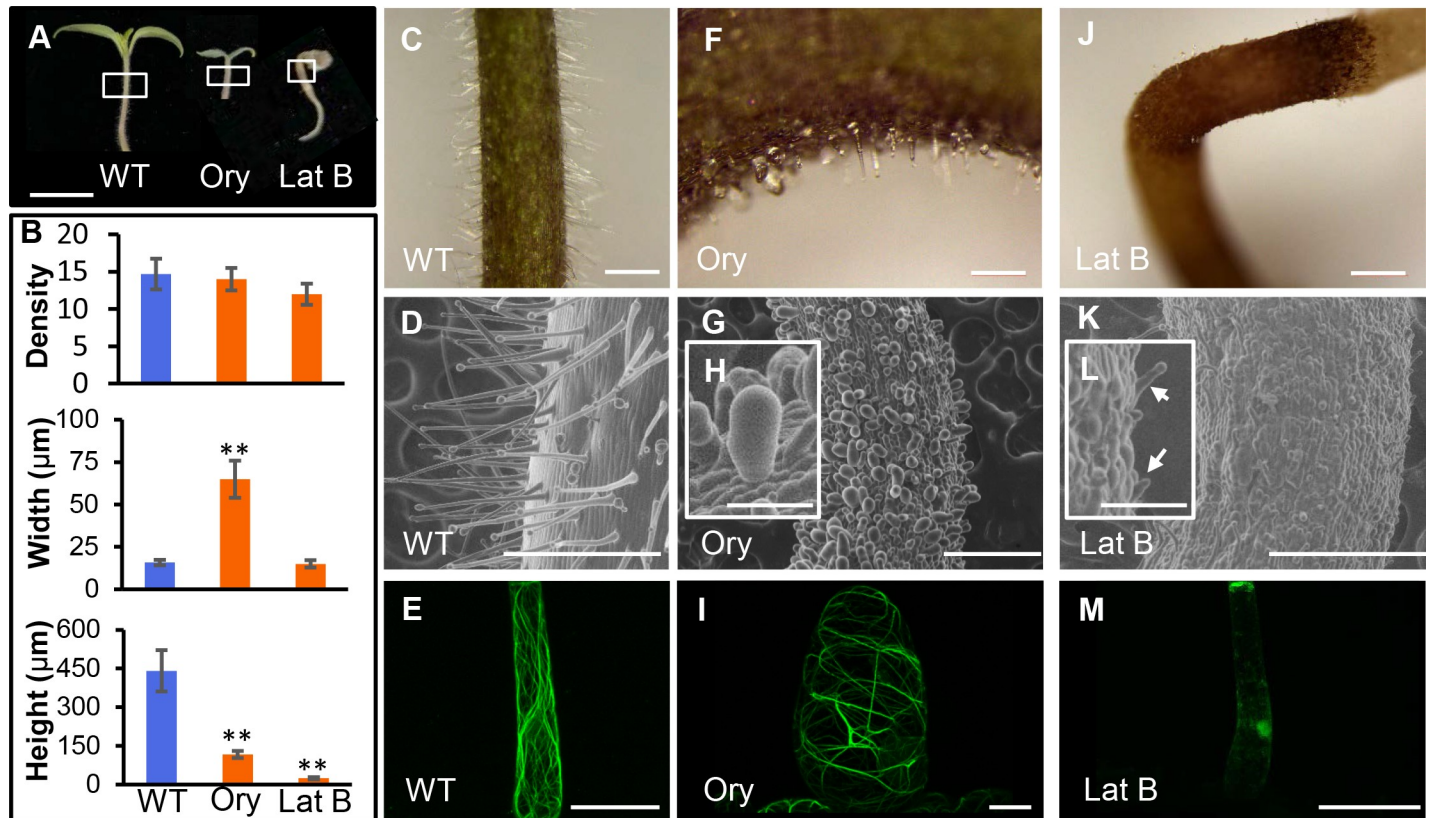 A
WT Ory Lat B
B
20
15
10
5
0
Density
100
75
50
25
0
Width (µm)
**
600
450
300
150
0
Height (µm)
**
**
WT Ory Lat B
C
WT
D
WT
E
WT
F
Ory
G
H
Ory
I
Ory
J
Lat B
K
L
Lat B
M
Lat B